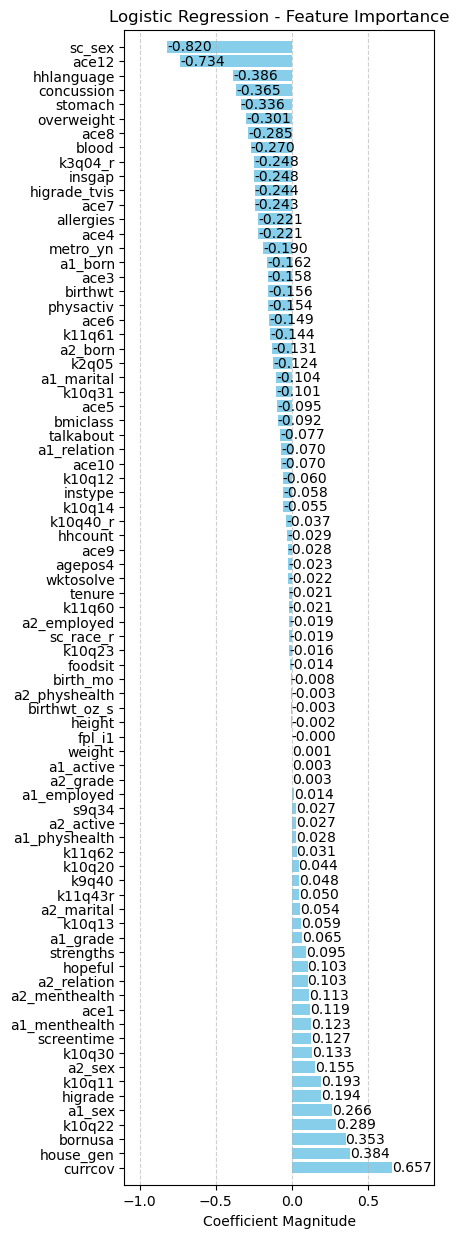 Logistic Regression - Feature Importance
sc_sex -0.820
ace12 -0.734
hhlanguage -0.386
concussion -0.365
stomach -0.336
overweight -0.301
ace8 -0.285
blood -0.270
k3q04_r -0.248
insgap -0.248
higrade_tvis -0.244
ace7 -0.243
allergies -0.221
ace4 -0.221
metro_yn -0.190
a1_born -0.162
ace3 -0.158
birthwt -0.156
physactiv -0.154
ace6 -0.149
k11q61 -0.144
a2_born -0.131
k2q05 -0.124
a1_marital -0.104
k10q31 -0.101
ace5 -0.095
bmiclass -0.092
talkabout -0.077
a1_relation -0.070
ace10 -0.070
k10q12 -0.060
instype -0.058
k10q14 -0.055
k10q40_r -0.037
hhcount -0.029
ace9 -0.028
agepos4 -0.023
wktosolve -0.022
tenure -0.021
k11q60 -0.021
a2_employed -0.019
sc_race_r -0.019
k10q23 -0.016
foodsit -0.014
birth_mo -0.008
a2_physhealth -0.003
birthwt_oz_s -0.003
height -0.002
fpl_i1 -0.000
weight 0.001
a1_active 0.003
a2_grade 0.003
a1_employed 0.014
s9q34 0.027
a2_active 0.027
a1_physhealth 0.028
k11q62 0.031
k10q20 0.044
k9q40 0.048
k11q43r 0.050
a2_marital 0.054
k10q13 0.059
a1_grade 0.065
strengths 0.095
hopeful 0.103
a2_relation 0.103
a2_menthealth 0.113
ace1 0.119
a1_menthealth 0.123
screentime 0.127
k10q30 0.133
a2_sex 0.155
k10q11 0.193
higrade 0.194
a1_sex 0.266
k10q22 0.289
bornusa 0.353
house_gen 0.384
currcov 0.657
−1.0 −0.5 0.0 0.5
Coefficient Magnitude